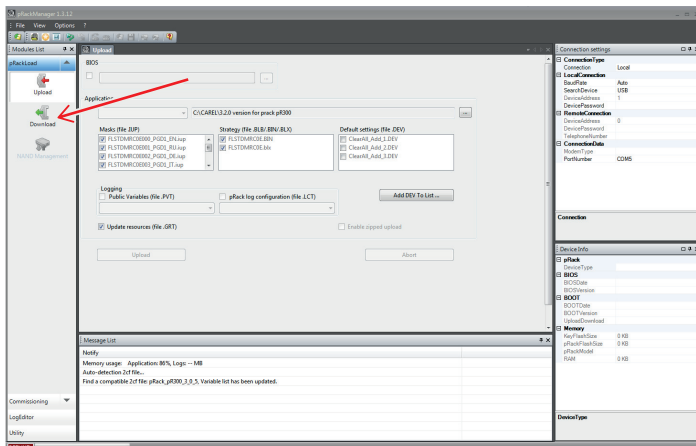 pRackManager 1.3.12
File View Options ?
Modules List
pRackLoad
Upload
Download
NAND Management
Commissioning
LogEditor
Utility
Upload
BIOS
...
Application
C:\CAREL\3.2.0 version for prack pR300
...
Masks (file .IUP)
FLSTDMRC0E000_PGD1_EN.iup
FLSTDMRC0E001_PGD1_RU.iup
FLSTDMRC0E002_PGD1_DE.iup
FLSTDMRC0E003_PGD1_IT.iup
Strategy (file .BLB/.BIN/.BLX)
FLSTDMRC0E.BIN
FLSTDMRC0E.blx
Default settings (file .DEV)
ClearAll_Add_1.DEV
ClearAll_Add_2.DEV
ClearAll_Add_3.DEV
Logging
Public Variables (file .PVT)
pRack log configuration (file .LCT)
Add DEV To List ...
Update resources (file .GRT)
Enable zipped upload
Upload
Abort
Message List
Notify
Memory usage: Application: 86%, Logs: -- MB
Auto-detection 2cf file...
Find a compatible 2cf file: pRack_pR300_3_0_5, Variable list has been updated.
Connection settings
ConnectionType
Connection Local
LocalConnection
BaudRate Auto
SearchDevice USB
DeviceAddress 1
DevicePassword
RemoteConnection
DeviceAddress 0
DevicePassword
TelephoneNumber
ConnectionData
ModemType
PortNumber COM5
Connection
Device Info
pRack
DeviceType
BIOS
BIOSDate
BIOSVersion
BOOT
BOOTDate
BOOTVersion
UploadDownload
Memory
KeyFlashSize 0 KB
pRackFlashSize 0 KB
pRackModel
RAM 0 KB
DeviceType